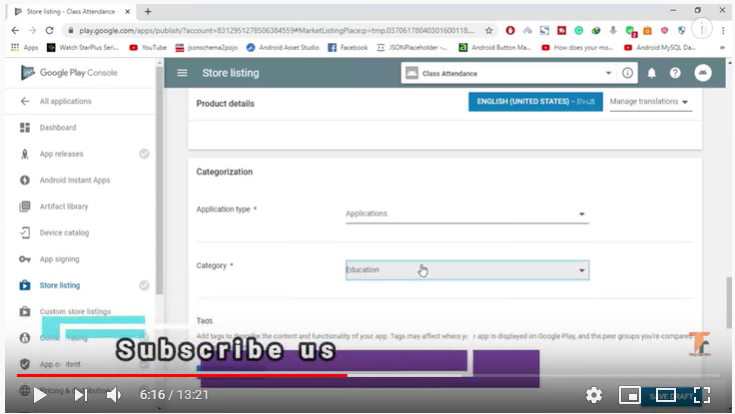 Store listing - Class Attendance
play.google.com/apps/publish/?account=8312951278506384559#MarketListingPlace:p=tmp.03706178040301600118...
Apps
Watch StarPlus Seri...
YouTube
jsonschema2pojo
Android Asset Studio
Facebook
JSONPlaceholder -...
Android Button Ma...
How does your mo...
Android MySQL Da...
Google Play Console
Store listing
Class Attendance
All applications
Product details
ENGLISH (UNITED STATES) – EN-US
Manage translations
Dashboard
App releases
Android Instant Apps
Artifact library
Device catalog
App signing
Store listing
Custom store listings
App content
Pricing & distribution
Categorization
Application type *
Applications
Category *
Education
Tags
Add tags to describe the content and functionality of your app. Tags may affect where your app is displayed on Google Play, and the peer groups you're compared
Subscribe us
SAVE DRAFT
6:16 / 13:21